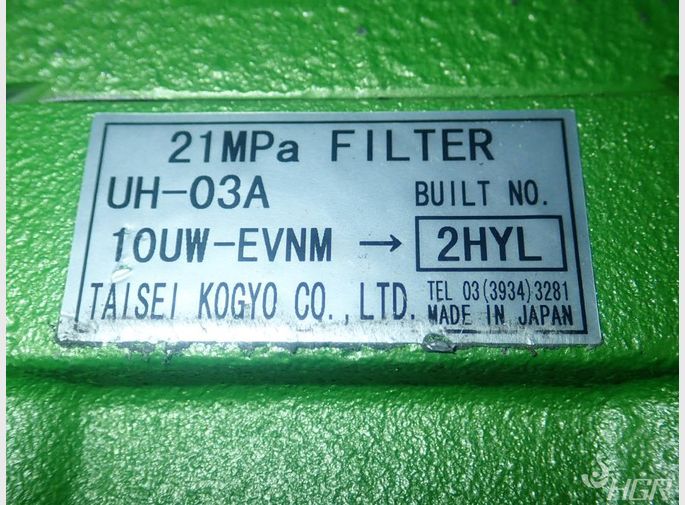 21MPa FILTER
UH-03A BUILT NO.
10UW-EVNM → 2HYL
TAISEI KOGYO CO.,LTD. TEL 03(3934)3281
MADE IN JAPAN
HGR